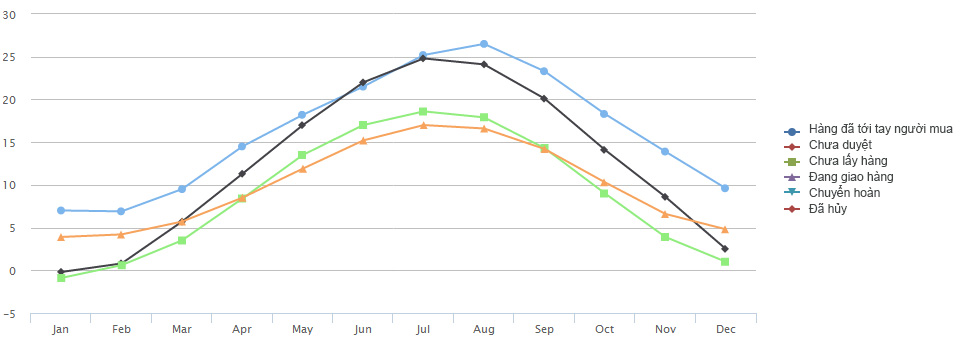 30
25
20
15
10
5
0
-5
Jan Feb Mar Apr May Jun Jul Aug Sep Oct Nov Dec
Hàng đã tới tay người mua
Chưa duyệt
Chưa lấy hàng
Đang giao hàng
Chuyển hoàn
Đã hủy